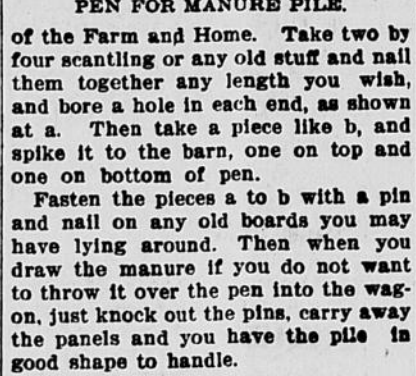 PEN FOR MANURE PILE.
of the Farm and Home. Take two by
four scantling or any old stuff and nail
them together any length you wish,
and bore a hole in each end, as shown
at a. Then take a piece like b, and
spike it to the barn, one on top and
one on bottom of pen.
Fasten the pieces a to b with a pin
and nail on any old boards you may
have lying around. Then when you
draw the manure if you do not want
to throw it over the pen into the wag-
on, just knock out the pins, carry away
the panels and you have the pile in
good shape to handle.